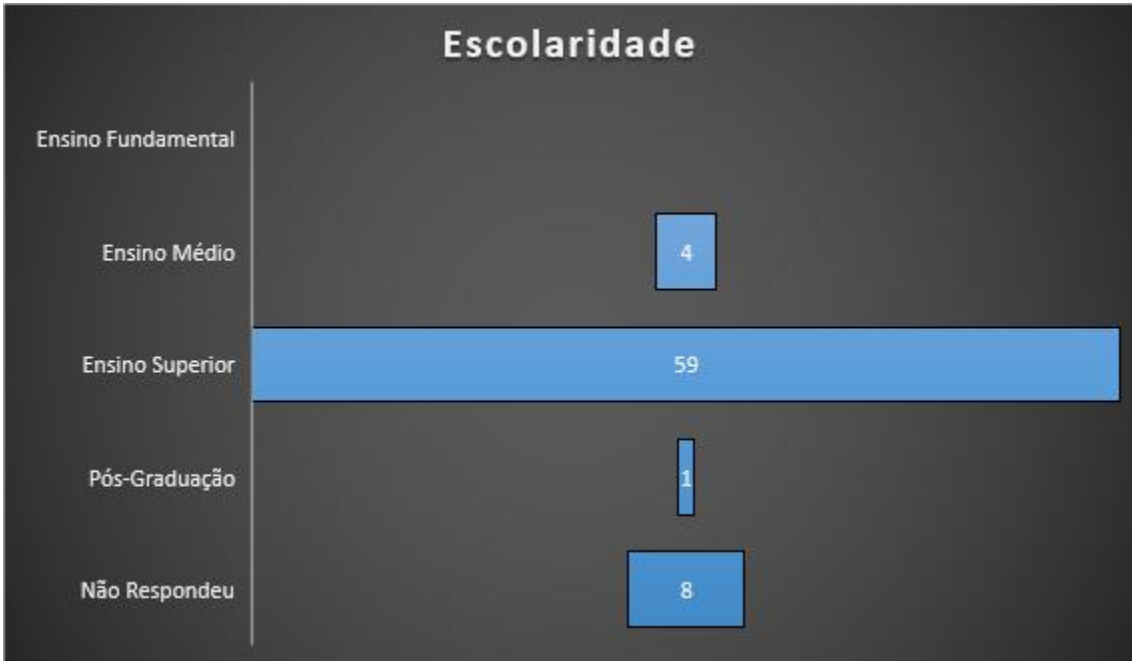 Escolaridade
Ensino Fundamental
Ensino Médio
4
Ensino Superior
59
Pós-Graduação
1
Não Respondeu
8